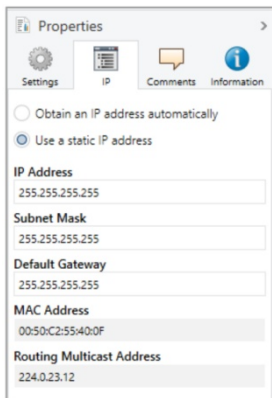 Properties
Settings
IP
Comments
Information
Obtain an IP address automatically
Use a static IP address
IP Address
255.255.255.255
Subnet Mask
255.255.255.255
Default Gateway
255.255.255.255
MAC Address
00:50:C2:55:40:0F
Routing Multicast Address
224.0.23.12